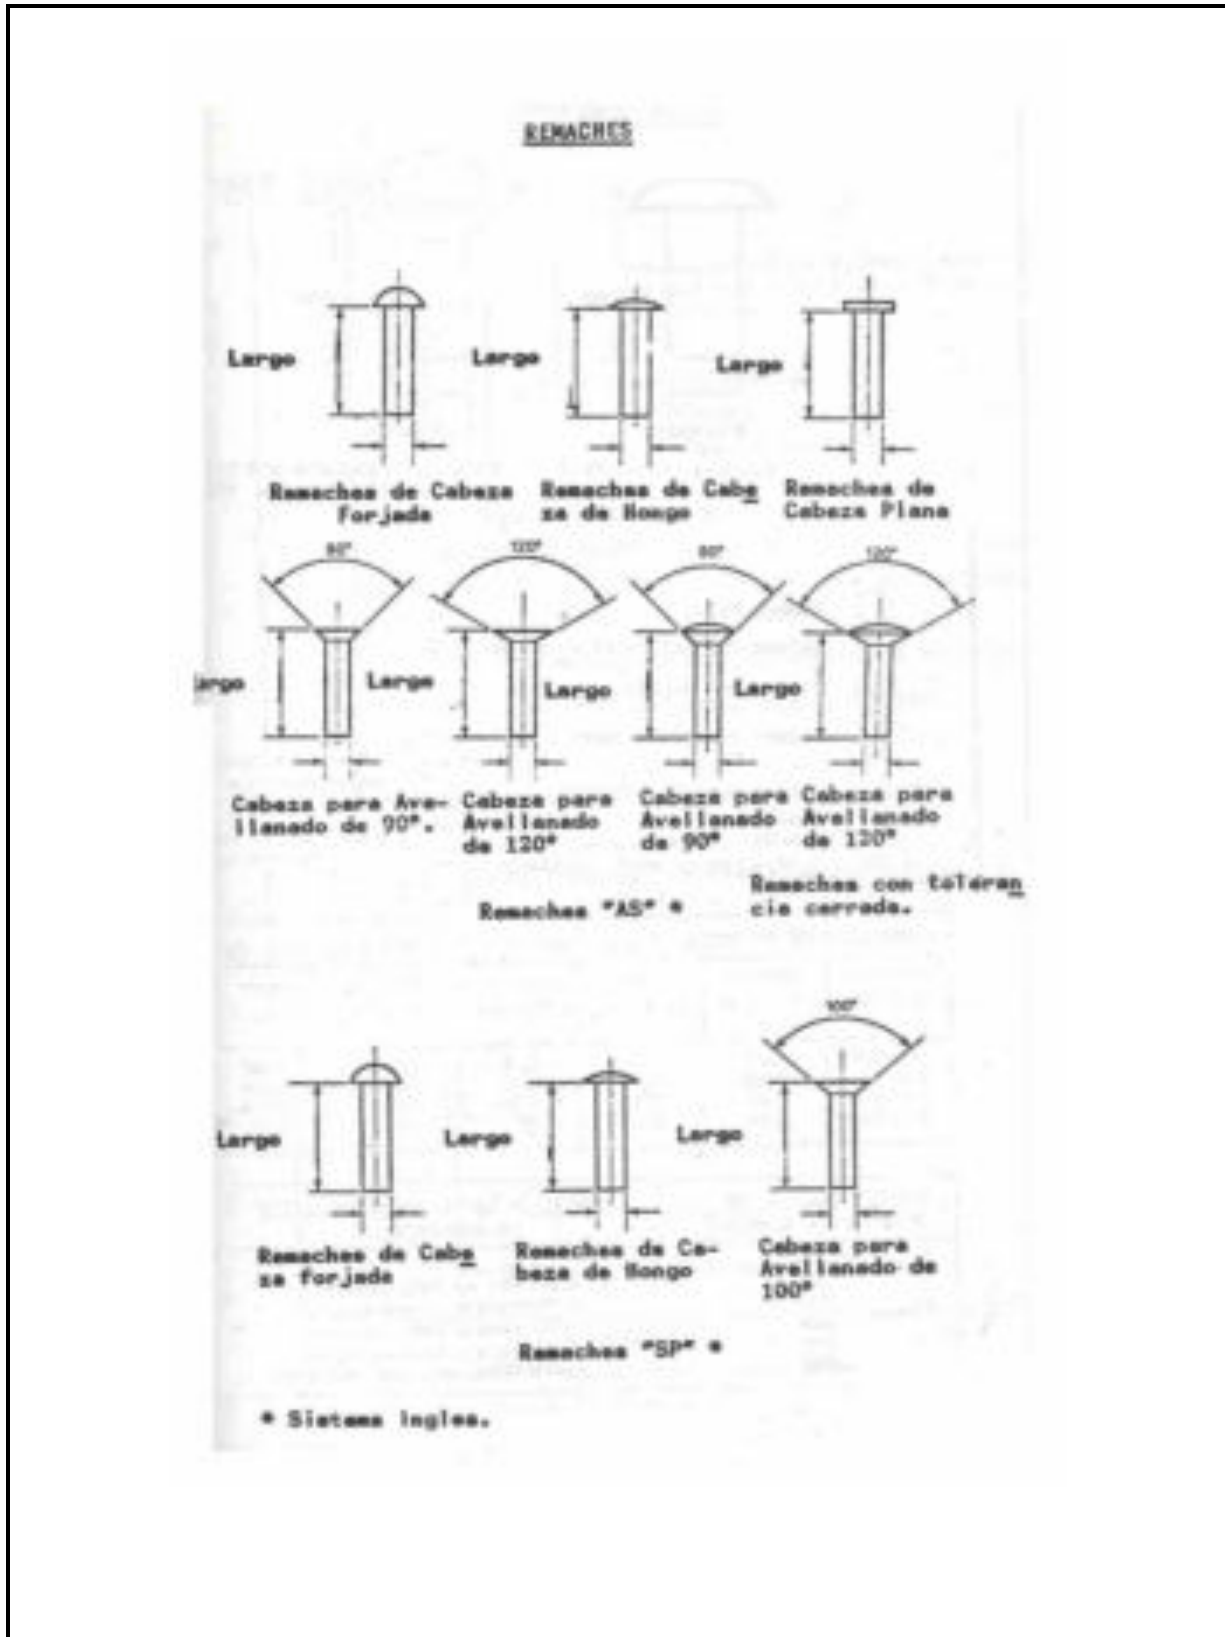 REMACHES
Largo
Largo
Largo
Remaches de Cabeza
forjada
Remaches de Cabe
za de Hongo
Remaches de
Cabeza Plana
90°
120°
90°
120°
argo
Largo
Largo
Largo
Cabeza para Ave-
llanado de 90°.
Cabeza para
Avellanado
de 120°
Cabeza para
Avellanado
de 90°
Cabeza para
Avellanado
de 120°
Remaches "AS" *
Remaches con toleran
cia cerrada.
100°
Largo
Largo
Largo
Remaches de Cabe
za forjada
Remaches de Ca-
beza de Hongo
Cabeza para
Avellanado de
100°
Remaches "SP" *
* Sistema Ingles.